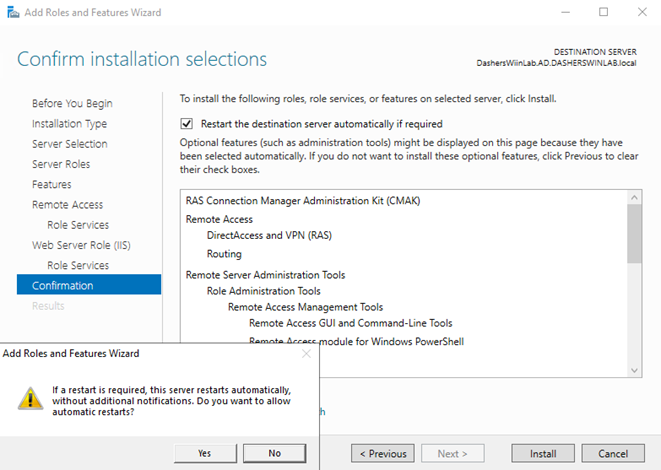 Add Roles and Features Wizard
Confirm installation selections
DESTINATION SERVER
DashersWiinLab.AD.DASHERSWINLAB.local
Before You Begin
Installation Type
Server Selection
Server Roles
Features
Remote Access
Role Services
Web Server Role (IIS)
Role Services
Confirmation
Results
To install the following roles, role services, or features on selected server, click Install.
Restart the destination server automatically if required
Optional features (such as administration tools) might be displayed on this page because they have
been selected automatically. If you do not want to install these optional features, click Previous to clear
their check boxes.
RAS Connection Manager Administration Kit (CMAK)
Remote Access
DirectAccess and VPN (RAS)
Routing
Remote Server Administration Tools
Role Administration Tools
Remote Access Management Tools
Remote Access GUI and Command-Line Tools
Remote Access module for Windows PowerShell
Add Roles and Features Wizard
If a restart is required, this server restarts automatically,
without additional notifications. Do you want to allow
automatic restarts?
Yes
No
< Previous
Next >
Install
Cancel